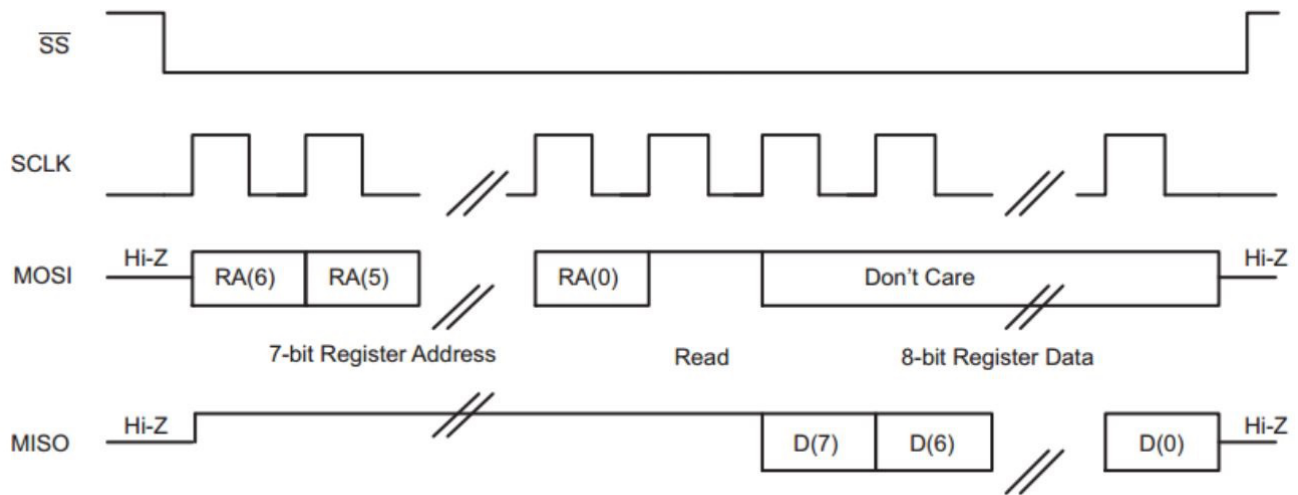 S̅S̅
SCLK
MOSI Hi-Z RA(6) RA(5) RA(0) Don't Care Hi-Z
7-bit Register Address Read 8-bit Register Data
MISO Hi-Z D(7) D(6) D(0) Hi-Z